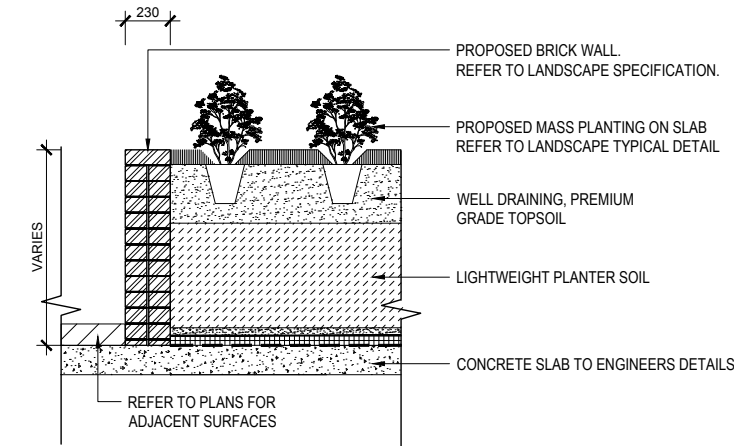 230
PROPOSED BRICK WALL.
REFER TO LANDSCAPE SPECIFICATION.
PROPOSED MASS PLANTING ON SLAB
REFER TO LANDSCAPE TYPICAL DETAIL
WELL DRAINING, PREMIUM
GRADE TOPSOIL
VARIES
LIGHTWEIGHT PLANTER SOIL
CONCRETE SLAB TO ENGINEERS DETAILS
REFER TO PLANS FOR
ADJACENT SURFACES